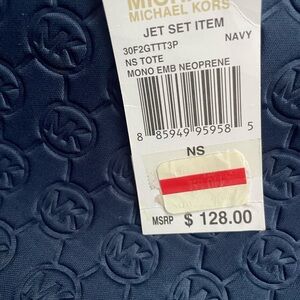 MICHAEL KORS
JET SET ITEM
30F2GTTT3P NAVY
NS TOTE
MONO EMB NEOPRENE
8 85949 95958 5
NS
MSRP $ 128.00
MK